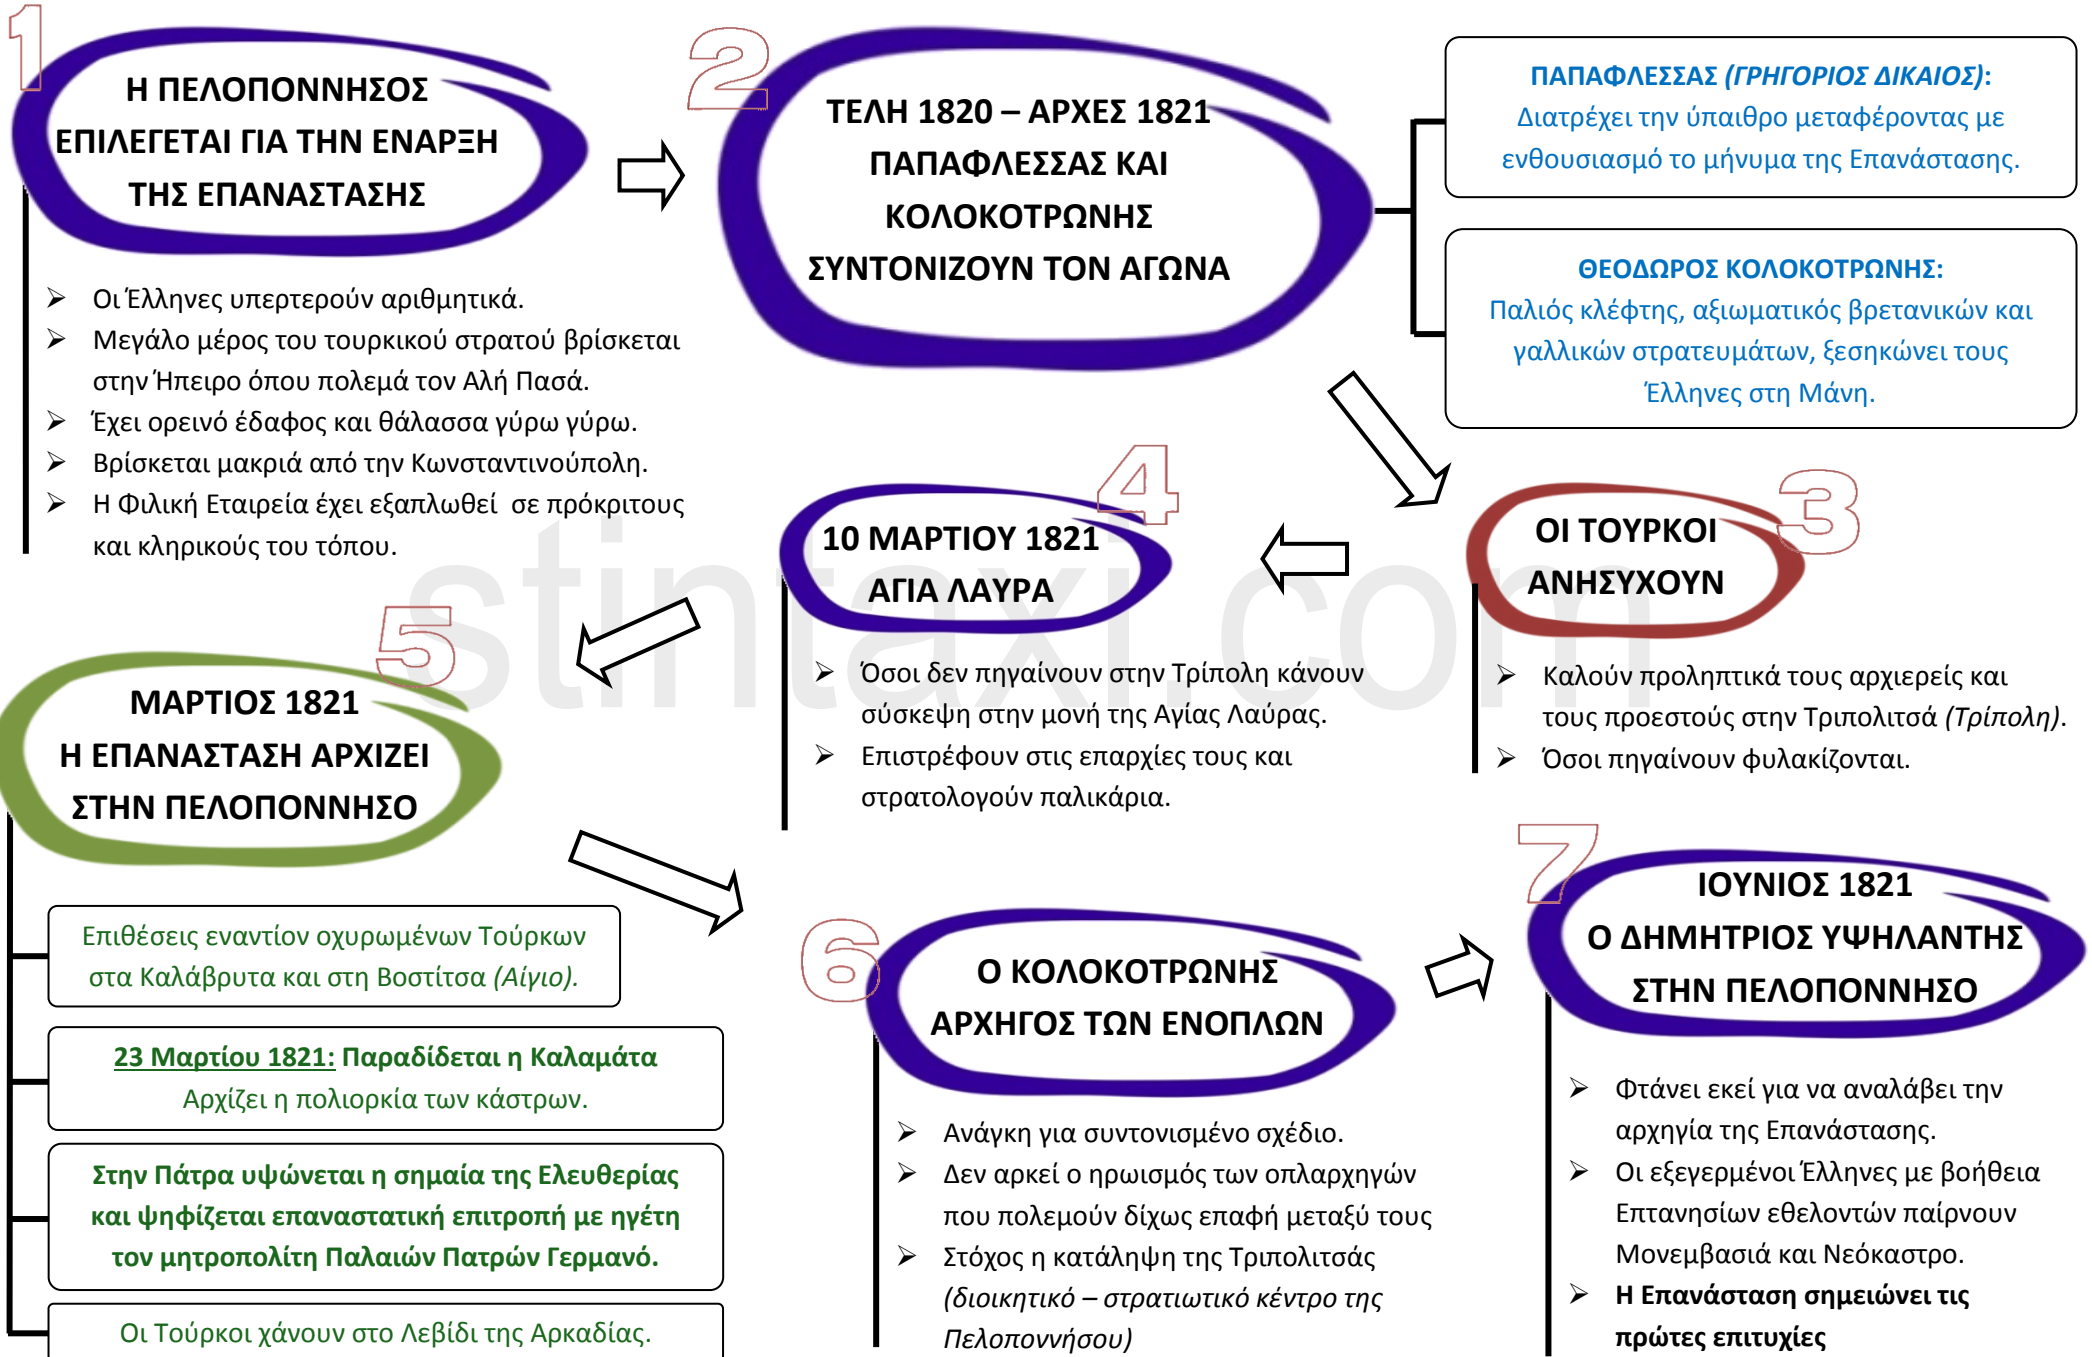 1
Η ΠΕΛΟΠΟΝΝΗΣΟΣ
ΕΠΙΛΕΓΕΤΑΙ ΓΙΑ ΤΗΝ ΕΝΑΡΞΗ
ΤΗΣ ΕΠΑΝΑΣΤΑΣΗΣ
➢ Οι Έλληνες υπερτερούν αριθμητικά.
➢ Μεγάλο μέρος του τουρκικού στρατού βρίσκεται
στην Ήπειρο όπου πολεμά τον Αλή Πασά.
➢ Έχει ορεινό έδαφος και θάλασσα γύρω γύρω.
➢ Βρίσκεται μακριά από την Κωνσταντινούπολη.
➢ Η Φιλική Εταιρεία έχει εξαπλωθεί σε πρόκριτους
και κληρικούς του τόπου.
2
ΤΕΛΗ 1820 – ΑΡΧΕΣ 1821
ΠΑΠΑΦΛΕΣΣΑΣ ΚΑΙ
ΚΟΛΟΚΟΤΡΩΝΗΣ
ΣΥΝΤΟΝΙΖΟΥΝ ΤΟΝ ΑΓΩΝΑ
ΠΑΠΑΦΛΕΣΣΑΣ (ΓΡΗΓΟΡΙΟΣ ΔΙΚΑΙΟΣ):
Διατρέχει την ύπαιθρο μεταφέροντας με
ενθουσιασμό το μήνυμα της Επανάστασης.
ΘΕΟΔΩΡΟΣ ΚΟΛΟΚΟΤΡΩΝΗΣ:
Παλιός κλέφτης, αξιωματικός βρετανικών και
γαλλικών στρατευμάτων, ξεσηκώνει τους
Έλληνες στη Μάνη.
3
ΟΙ ΤΟΥΡΚΟΙ
ΑΝΗΣΥΧΟΥΝ
➢ Καλούν προληπτικά τους αρχιερείς και
τους προεστούς στην Τριπολιτσά (Τρίπολη).
➢ Όσοι πηγαίνουν φυλακίζονται.
4
10 ΜΑΡΤΙΟΥ 1821
ΑΓΙΑ ΛΑΥΡΑ
➢ Όσοι δεν πηγαίνουν στην Τρίπολη κάνουν
σύσκεψη στην μονή της Αγίας Λαύρας.
➢ Επιστρέφουν στις επαρχίες τους και
στρατολογούν παλικάρια.
stintaxi.com
5
ΜΑΡΤΙΟΣ 1821
Η ΕΠΑΝΑΣΤΑΣΗ ΑΡΧΙΖΕΙ
ΣΤΗΝ ΠΕΛΟΠΟΝΝΗΣΟ
Επιθέσεις εναντίον οχυρωμένων Τούρκων
στα Καλάβρυτα και στη Βοστίτσα (Αίγιο).
23 Μαρτίου 1821: Παραδίδεται η Καλαμάτα
Αρχίζει η πολιορκία των κάστρων.
Στην Πάτρα υψώνεται η σημαία της Ελευθερίας
και ψηφίζεται επαναστατική επιτροπή με ηγέτη
τον μητροπολίτη Παλαιών Πατρών Γερμανό.
Οι Τούρκοι χάνουν στο Λεβίδι της Αρκαδίας.
6
Ο ΚΟΛΟΚΟΤΡΩΝΗΣ
ΑΡΧΗΓΟΣ ΤΩΝ ΕΝΟΠΛΩΝ
➢ Ανάγκη για συντονισμένο σχέδιο.
➢ Δεν αρκεί ο ηρωισμός των οπλαρχηγών
που πολεμούν δίχως επαφή μεταξύ τους
➢ Στόχος η κατάληψη της Τριπολιτσάς
(διοικητικό – στρατιωτικό κέντρο της
Πελοποννήσου)
7
ΙΟΥΝΙΟΣ 1821
Ο ΔΗΜΗΤΡΙΟΣ ΥΨΗΛΑΝΤΗΣ
ΣΤΗΝ ΠΕΛΟΠΟΝΝΗΣΟ
➢ Φτάνει εκεί για να αναλάβει την
αρχηγία της Επανάστασης.
➢ Οι εξεγερμένοι Έλληνες με βοήθεια
Επτανησίων εθελοντών παίρνουν
Μονεμβασιά και Νεόκαστρο.
➢ Η Επανάσταση σημειώνει τις
πρώτες επιτυχίες